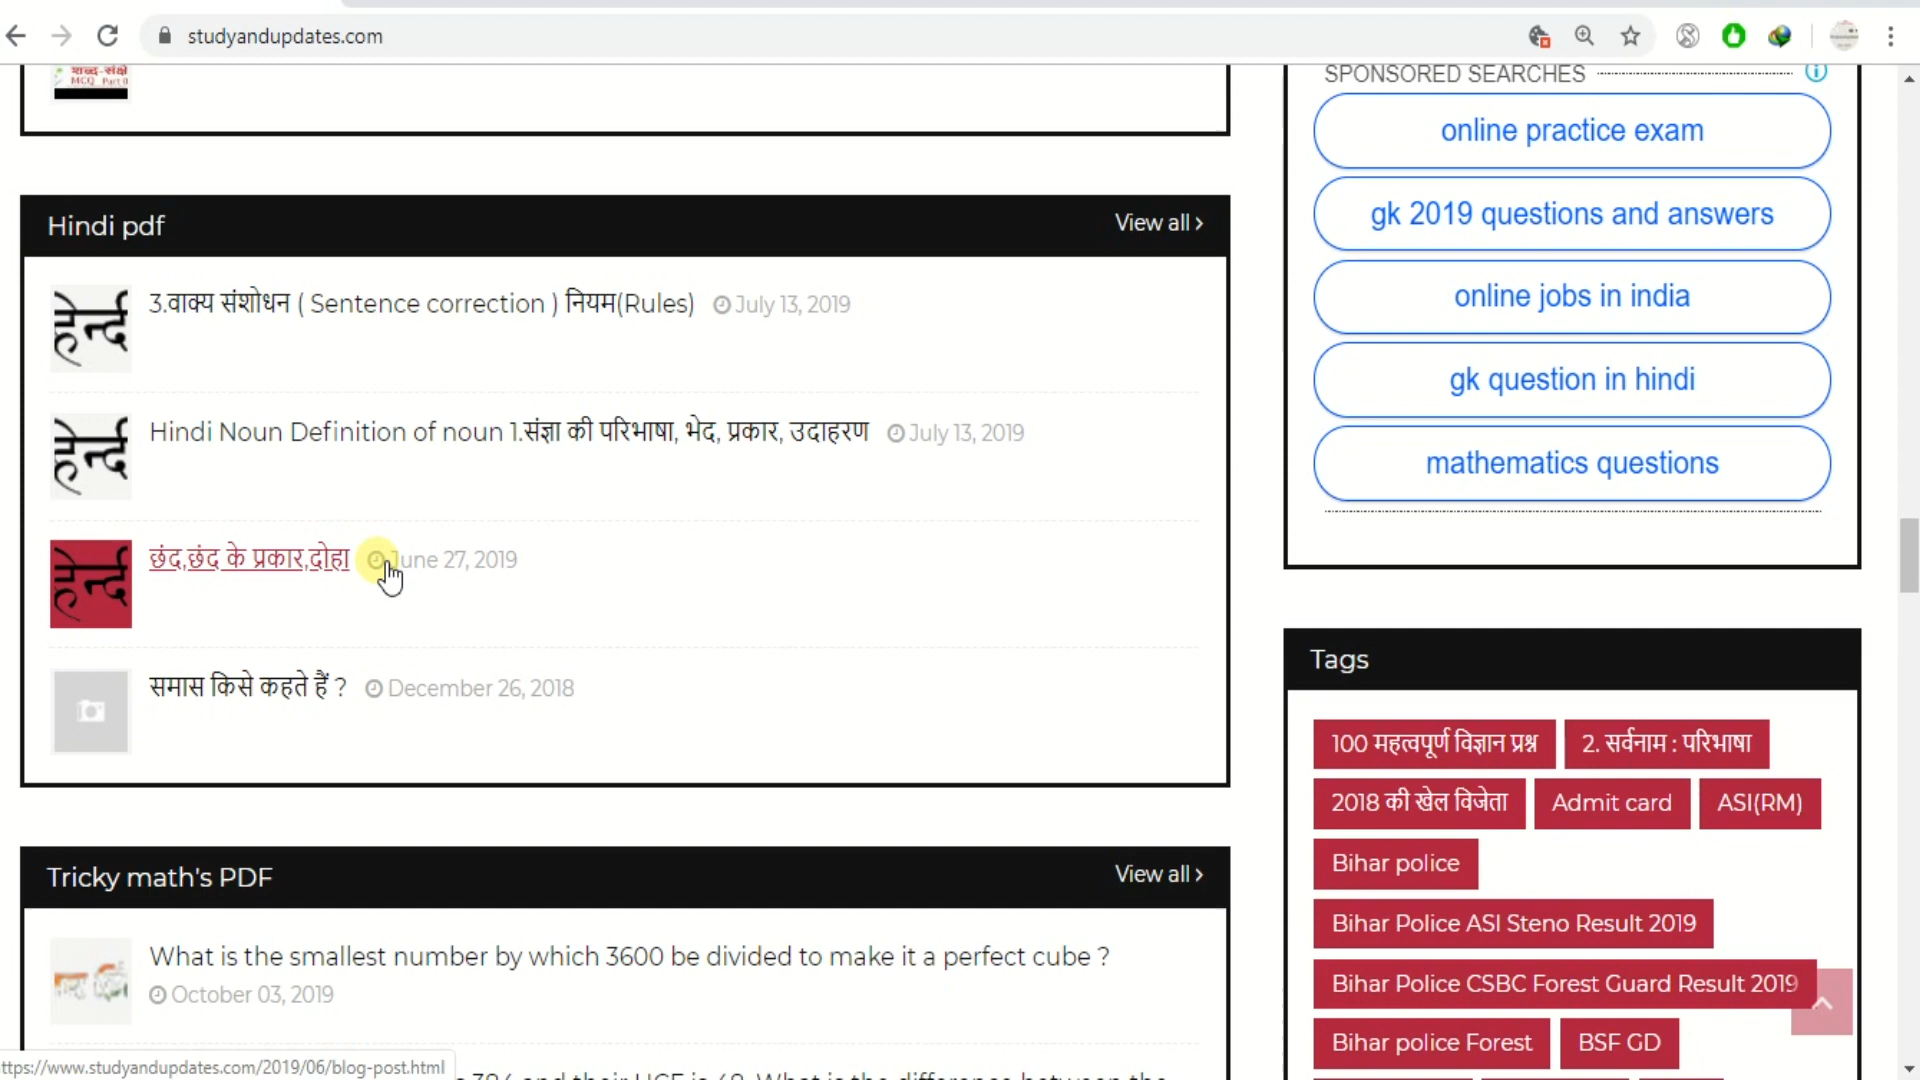 studyandupdates.com
शब्द-संक्षे
MCQ Part
SPONSORED SEARCHES
online practice exam
gk 2019 questions and answers
online jobs in india
gk question in hindi
mathematics questions
Hindi pdf
View all ›
3.वाक्य संशोधन ( Sentence correction ) नियम(Rules) July 13, 2019
Hindi Noun Definition of noun 1.संज्ञा की परिभाषा, भेद, प्रकार, उदाहरण July 13, 2019
छंद,छंद के प्रकार,दोहा June 27, 2019
समास किसे कहते हैं ? December 26, 2018
Tags
100 महत्वपूर्ण विज्ञान प्रश्न 2. सर्वनाम : परिभाषा
2018 की खेल विजेता Admit card ASI(RM)
Bihar police
Bihar Police ASI Steno Result 2019
Bihar Police CSBC Forest Guard Result 2019
Bihar police Forest BSF GD
Tricky math's PDF
View all ›
What is the smallest number by which 3600 be divided to make it a perfect cube ?
October 03, 2019
ttps://www.studyandupdates.com/2019/06/blog-post.html